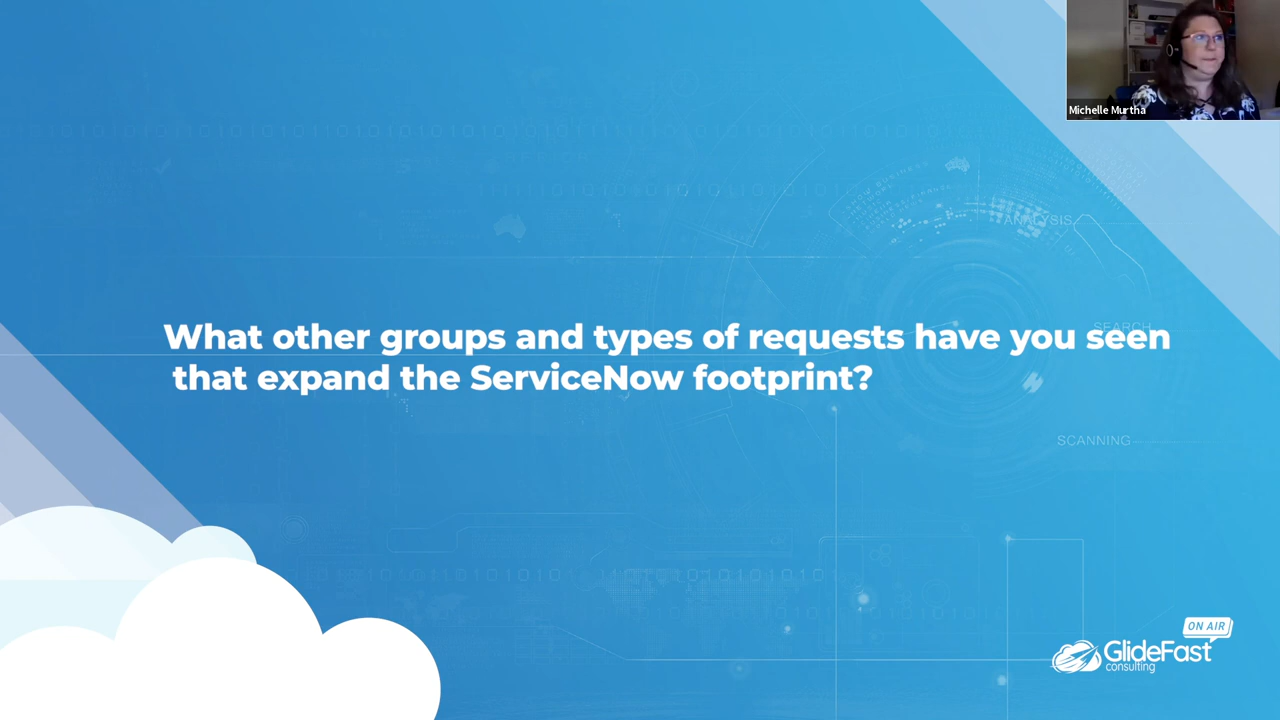 Michelle Murtha
ANALYSIS
SEARCH
What other groups and types of requests have you seen
that expand the ServiceNow footprint?
SCANNING
ON AIR
GlideFast
consulting